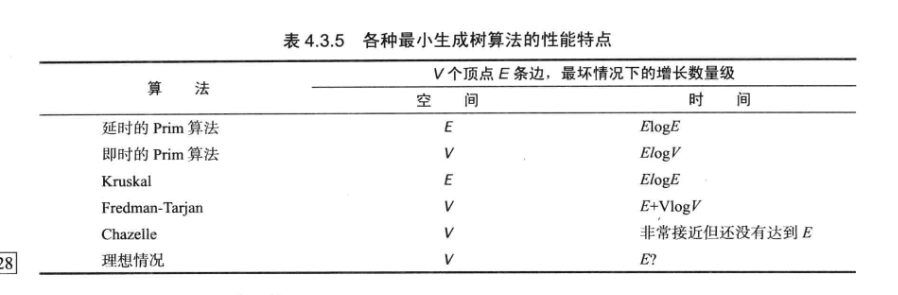 表 4.3.5 各种最小生成树算法的性能特点
算 法
V 个顶点 E 条边，最坏情况下的增长数量级
空 间 时 间
延时的 Prim 算法 E ElogE
即时的 Prim 算法 V ElogV
Kruskal E ElogE
Fredman-Tarjan V E+VlogV
Chazelle V 非常接近但还没有达到 E
28 理想情况 V E?